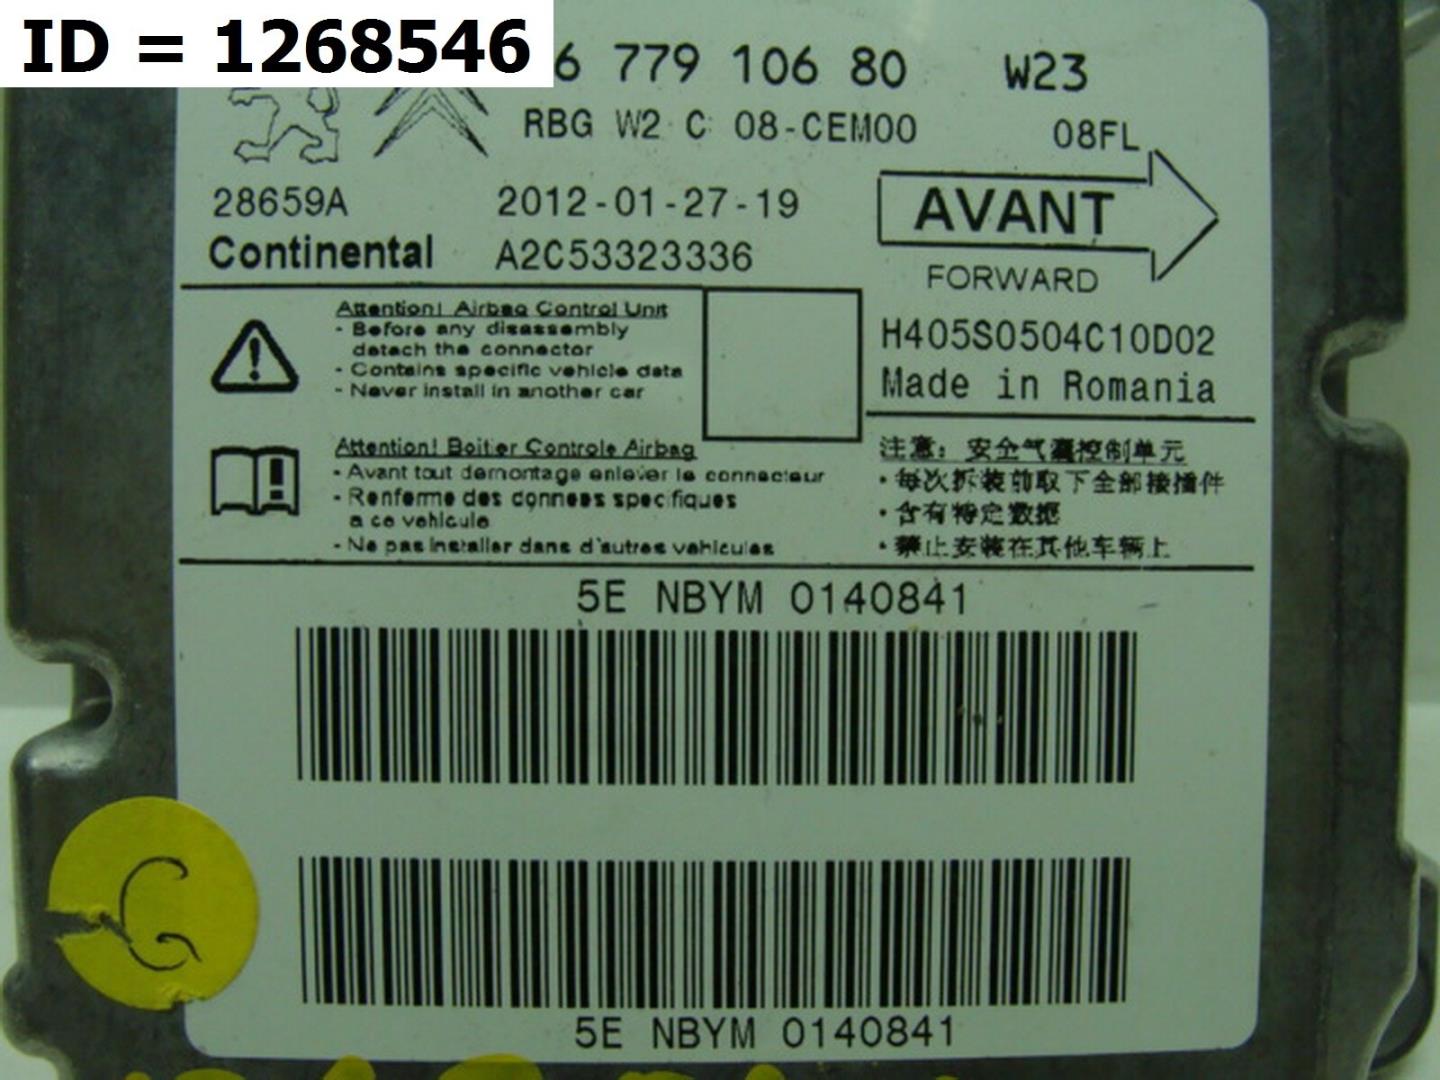 ID = 1268546
6 779 106 80 W23
RBG W2 C 08-CEM00 08FL
28659A 2012-01-27-19 AVANT
Continental A2C53323336 FORWARD
Attention! Airbag Control Unit
- Before any disassembly
detach the connector
- Contains specific vehicle data
- Never install in another car
H405S0504C10D02
Made in Romania
Attention! Boitier Controle Airbag
- Avant tout demontage enlever le connecteur
- Renferme des donnees specifiques
a ce vehicule
- Ne pas installer dans d'autres vehicules
注意: 安全气囊控制单元
·每次拆装前取下全部接插件
·含有特定数据
·禁止安装在其他车辆上
5E NBYM 0140841
5E NBYM 0140841
G